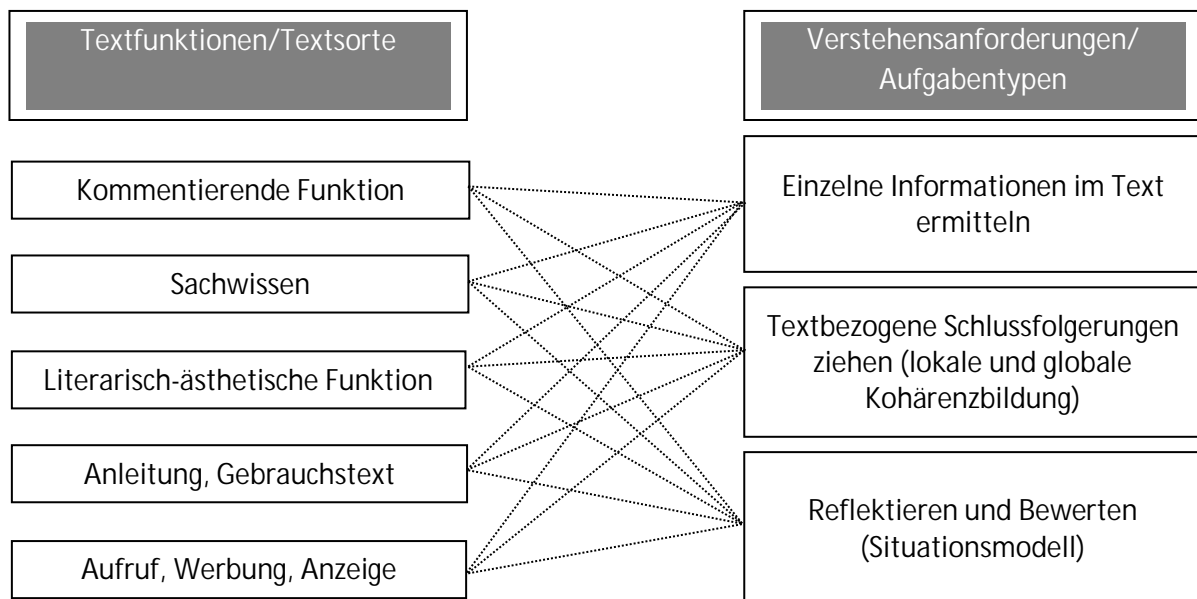 Textfunktionen/Textsorte
Verstehensanforderungen/
Aufgabentypen
Kommentierende Funktion
Sachwissen
Literarisch-ästhetische Funktion
Anleitung, Gebrauchstext
Aufruf, Werbung, Anzeige
Einzelne Informationen im Text
ermitteln
Textbezogene Schlussfolgerungen
ziehen (lokale und globale
Kohärenzbildung)
Reflektieren und Bewerten
(Situationsmodell)